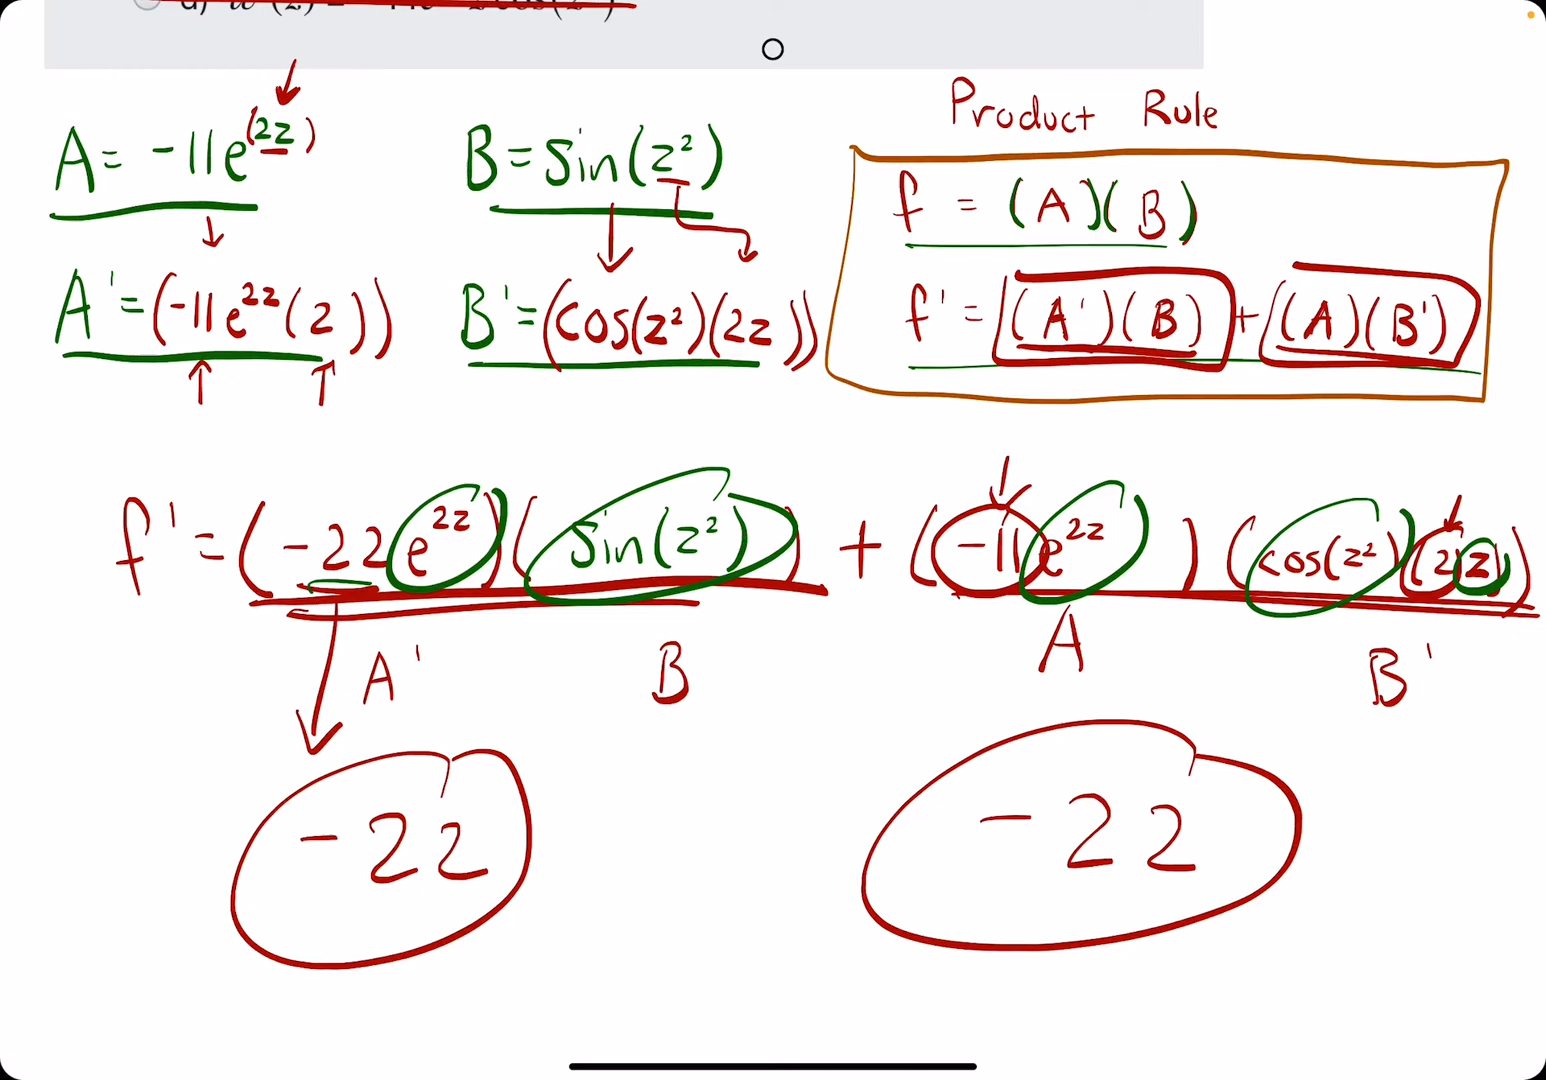 Product Rule
A = -11e^(2z)
B = Sin(z²)
f = (A)(B)
A' = (-11e^2z (2))
B' = (cos(z²)(2z))
f' = (A')(B) + (A)(B')
f' = (-22e^2z)(Sin(z²)) + (-11e^2z)(cos(z²)(2z))
A' B A B'
-22 -22